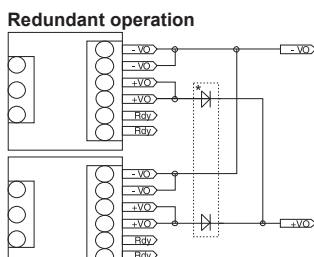 Redundant operation
- VO
- VO
+VO
+VO
Rdy
Rdy
- VO
*
- VO
- VO
+VO
+VO
Rdy
Rdy
+VO